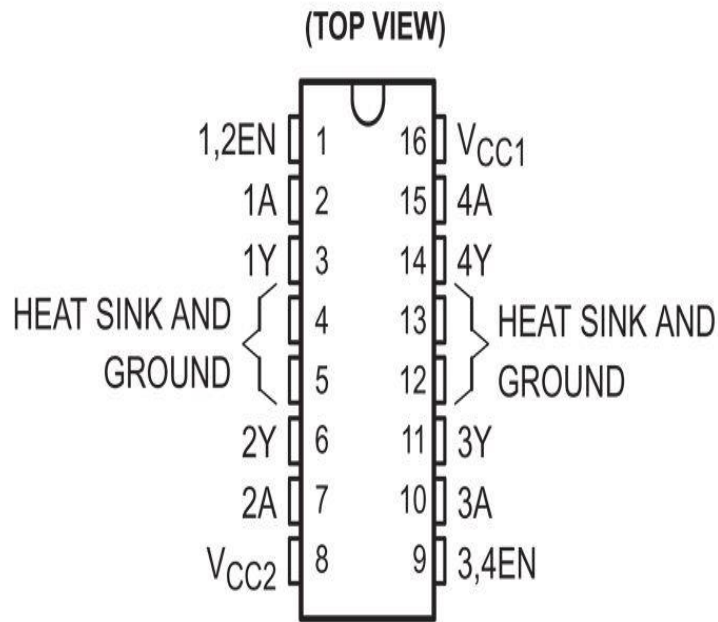 (TOP VIEW)
1,2EN 1 16 VCC1
1A 2 15 4A
1Y 3 14 4Y
HEAT SINK AND 4 13 HEAT SINK AND
GROUND 5 12 GROUND
2Y 6 11 3Y
2A 7 10 3A
VCC2 8 9 3,4EN